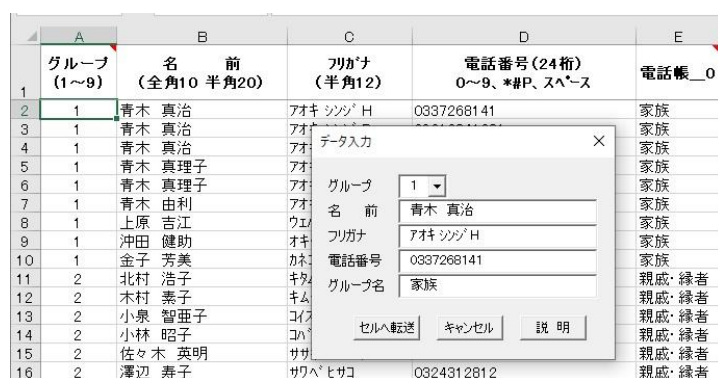 A B C D E
グループ (1～9) 名 前 (全角10 半角20) ﾌﾘｶﾞﾅ (半角12) 電話番号(24桁) 0～9、*#P、ｽﾍﾟｰｽ 電話帳__0
1
2 1 青木 真治 ｱｵｷ ｼﾝｼﾞ H 0337268141 家族
3 1 青木 真治 家族
4 1 青木 真治 家族
5 1 青木 真理子 家族
6 1 青木 真理子 家族
7 1 青木 由利 家族
8 1 上原 吉江 家族
9 1 沖田 健助 家族
10 1 金子 芳美 家族
11 2 北村 浩子 親戚･縁者
12 2 木村 素子 親戚･縁者
13 2 小泉 智亜子 親戚･縁者
14 2 小林 昭子 親戚･縁者
15 2 佐々木 英明 親戚･縁者
16 2 澤辺 寿子 ｻﾜﾍﾞ ﾋｻｺ 0324312812 親戚･縁者
データ入力 ×
グループ 1
名 前 青木 真治
フリガナ ｱｵｷ ｼﾝｼﾞ H
電話番号 0337268141
グループ名 家族
セルへ転送 キャンセル 説 明